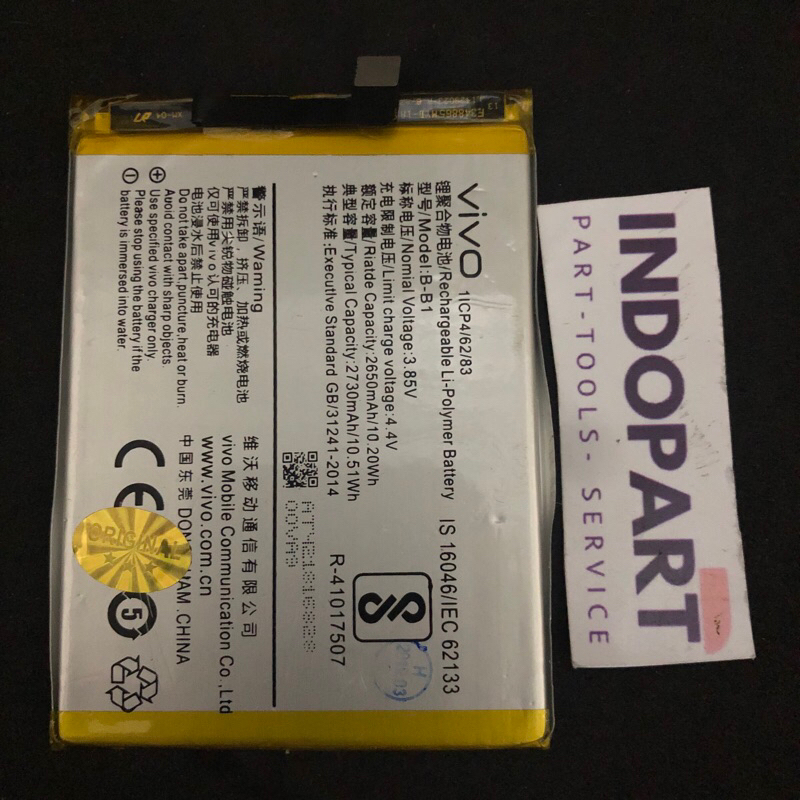 vivo 1ICP4/62/83
锂聚合物电池/Rechargeable Li-Polymer Battery IS 16046/IEC 62133
型号/Model:B-B1
标称电压/Nomial Voltage:3.85V
充电限制电压/Limit charge voltage:4.4V
额定容量/Riatde Capacity:2650mAh/10.20Wh
典型容量/Typical Capacity:2730mAh/10.51Wh
执行标准:Executive Standard GB/31241-2014
R-41017507
警示语/Waming
严禁拆卸、挤压、加热或燃烧电池
严禁用尖锐物碰触电池
仅可使用vivo认可的充电器
电池浸水后禁止使用
Do not take apart,puncture,heat or burn.
Avoid contact with sharp objects
Use specified vivo charger only.
Please stop using the battery if the
battery is immersed into water.
维沃移动通信有限公司
vivo Mobile Communication Co.,Ltd
www.vivo.com.cn
中国东莞 DON AM.CHINA
CE
ORIGINAL
5
INDOPART
PART-TOOLS- SERVICE